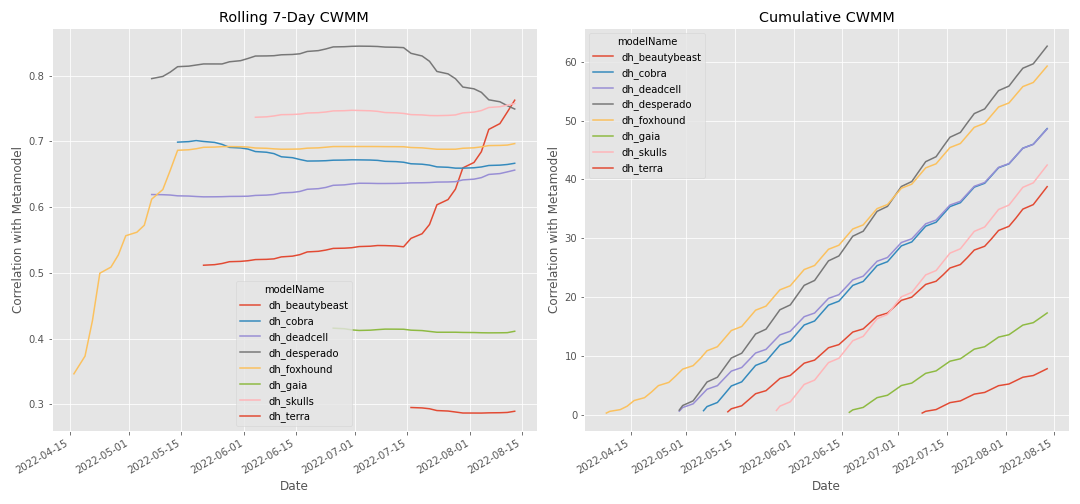 Rolling 7-Day CWMM
Correlation with Metamodel
0.8
0.7
0.6
0.5
0.4
0.3
modelName
dh_beautybeast
dh_cobra
dh_deadcell
dh_desperado
dh_foxhound
dh_gaia
dh_skulls
dh_terra
2022-04-15
2022-05-01
2022-05-15
2022-06-01
2022-06-15
2022-07-01
2022-07-15
2022-08-01
2022-08-15
Date
Cumulative CWMM
Correlation with Metamodel
60
50
40
30
20
10
0
modelName
dh_beautybeast
dh_cobra
dh_deadcell
dh_desperado
dh_foxhound
dh_gaia
dh_skulls
dh_terra
2022-04-15
2022-05-01
2022-05-15
2022-06-01
2022-06-15
2022-07-01
2022-07-15
2022-08-01
2022-08-15
Date